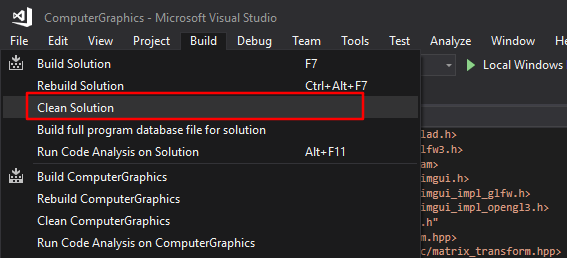 ComputerGraphics - Microsoft Visual Studio
File Edit View Project Build Debug Team Tools Test Analyze Window
Build Solution F7
Local Windows
Rebuild Solution Ctrl+Alt+F7
Clean Solution
Build full program database file for solution
lad.h>
Run Code Analysis on Solution Alt+F11
lfw3.h>
am>
Build ComputerGraphics
imgui.h>
imgui_impl_glfw.h>
Rebuild ComputerGraphics
imgui_impl_opengl3.h>
Clean ComputerGraphics
.h"
m.hpp>
Run Code Analysis on ComputerGraphics
c/matrix_transform.hpp>